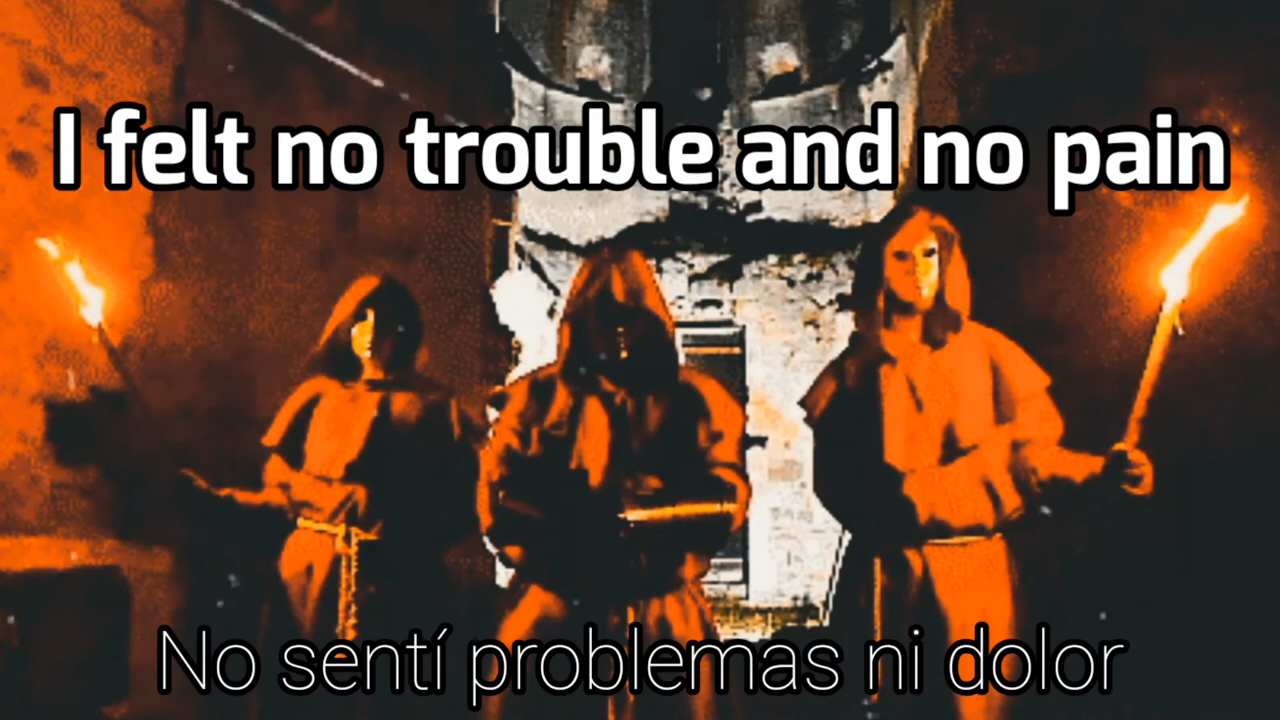 I felt no trouble and no pain
No sentí problemas ni dolor